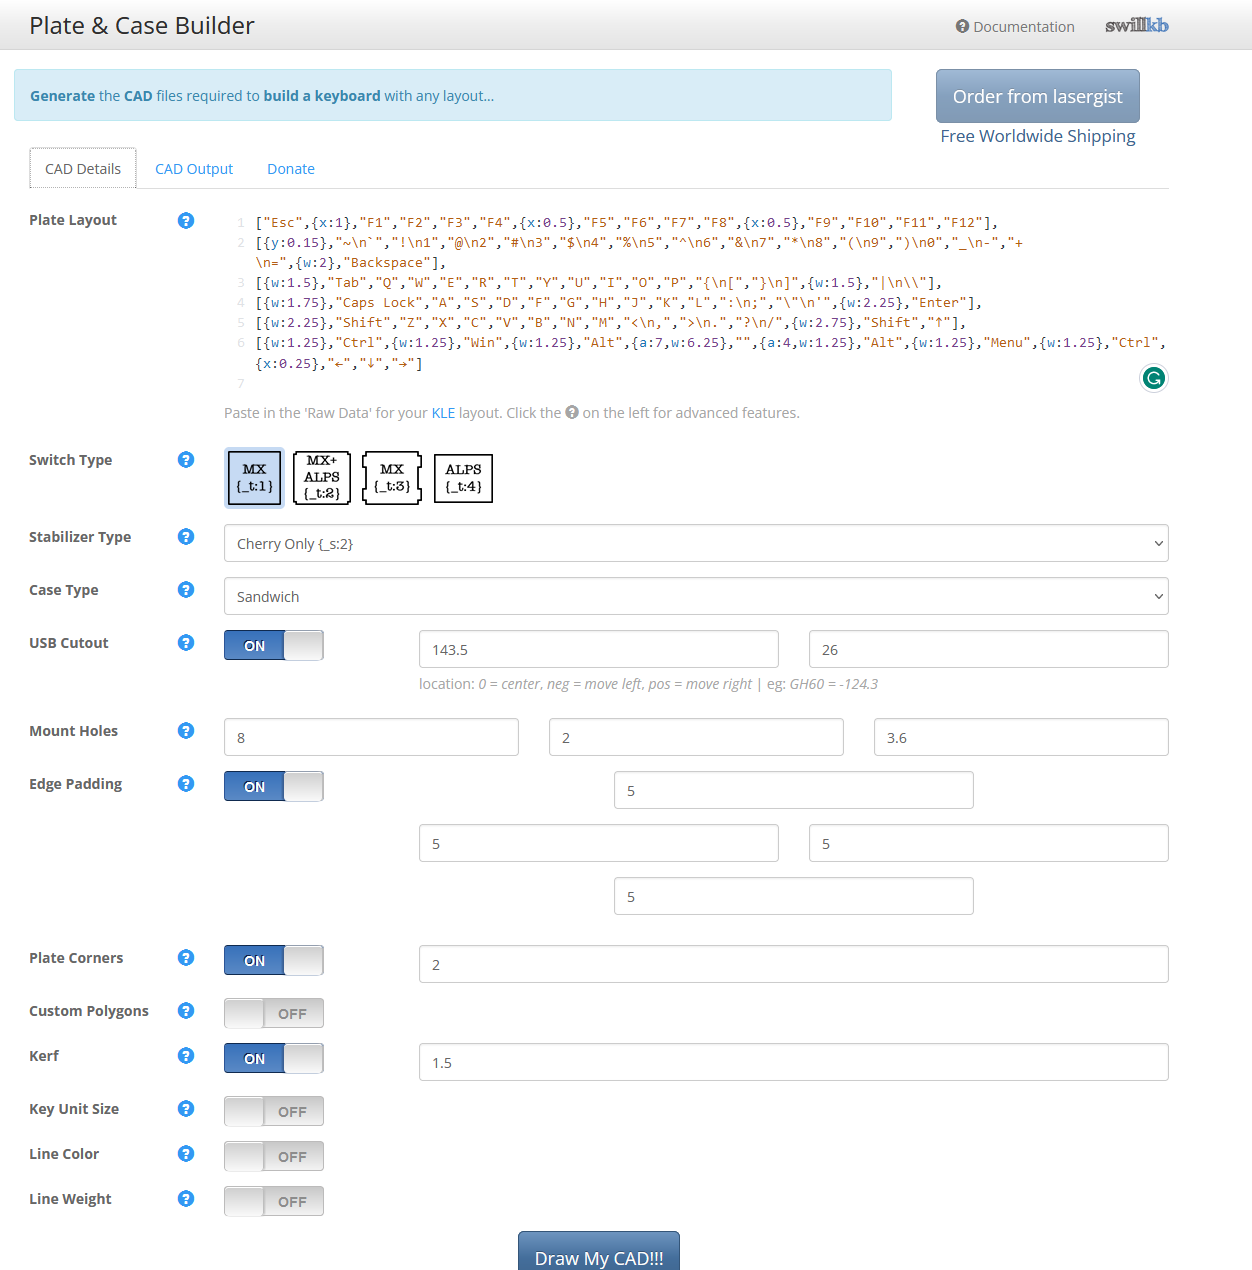 Plate & Case Builder
Documentation
swillkb
Generate the CAD files required to build a keyboard with any layout...
Order from lasergist
Free Worldwide Shipping
CAD Details
CAD Output
Donate
Plate Layout
1 ["Esc",{x:1},"F1","F2","F3","F4",{x:0.5},"F5","F6","F7","F8",{x:0.5},"F9","F10","F11","F12"],
2 [{y:0.15},"~\n`","!\n1","@\n2","#\n3","$\n4","%\n5","^\n6","&\n7","*\n8","(\n9",")\n0","_\n-","+
\n=",{w:2},"Backspace"],
3 [{w:1.5},"Tab","Q","W","E","R","T","Y","U","I","O","P","{\n[","}\n]",{w:1.5},"|\n\\"],
4 [{w:1.75},"Caps Lock","A","S","D","F","G","H","J","K","L",":\n;","\"\n'",{w:2.25},"Enter"],
5 [{w:2.25},"Shift","Z","X","C","V","B","N","M","<\n,",">\n.","?\n/",{w:2.75},"Shift","↑"],
6 [{w:1.25},"Ctrl",{w:1.25},"Win",{w:1.25},"Alt",{a:7,w:6.25},"",{a:4,w:1.25},"Alt",{w:1.25},"Menu",{w:1.25},"Ctrl",
{x:0.25},"←","↓","→"]
7
Paste in the 'Raw Data' for your KLE layout. Click the ? on the left for advanced features.
Switch Type
MX
{_t:1}
MX+
ALPS
{_t:2}
MX
{_t:3}
ALPS
{_t:4}
Stabilizer Type
Cherry Only {_s:2}
Case Type
Sandwich
USB Cutout
ON
143.5
26
location: 0 = center, neg = move left, pos = move right | eg: GH60 = -124.3
Mount Holes
8
2
3.6
Edge Padding
ON
5
5
5
5
Plate Corners
ON
2
Custom Polygons
OFF
Kerf
ON
1.5
Key Unit Size
OFF
Line Color
OFF
Line Weight
OFF
Draw My CAD!!!